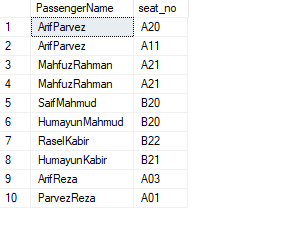 PassengerName seat_no
1 ArifParvez A20
2 ArifParvez A11
3 MahfuzRahman A21
4 MahfuzRahman A21
5 SaifMahmud B20
6 HumayunMahmud B20
7 RaselKabir B22
8 HumayunKabir B21
9 ArifReza A03
10 ParvezReza A01